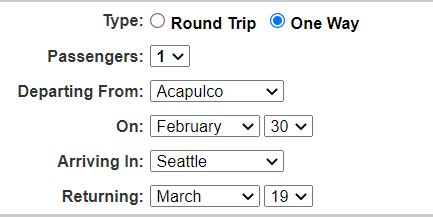 Type: Round Trip One Way
Passengers: 1
Departing From: Acapulco
On: February 30
Arriving In: Seattle
Returning: March 19